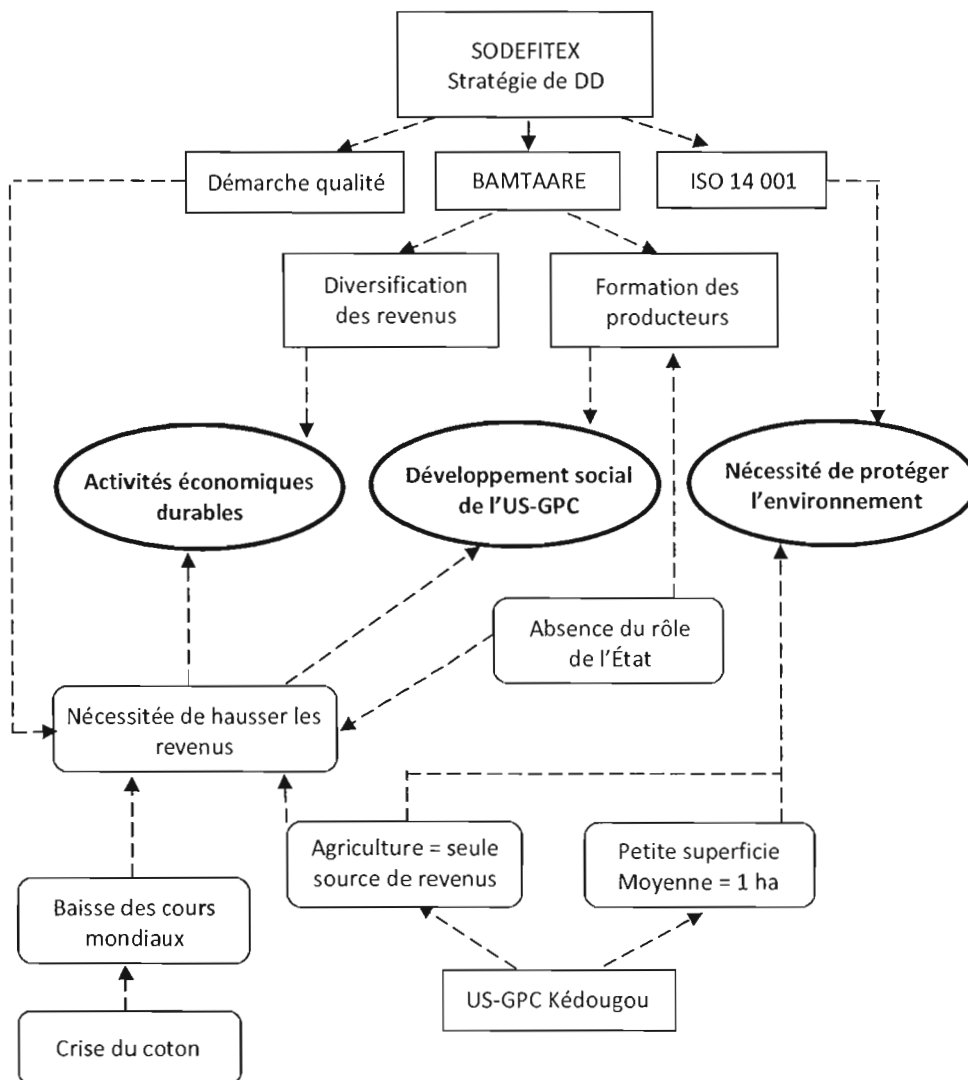 SODEFITEX
Stratégie de DD
Démarche qualité
BAMTAARE
ISO 14 001
Diversification
des revenus
Formation des
producteurs
Activités économiques
durables
Développement social
de l'US-GPC
Nécessité de protéger
l'environnement
Absence du rôle
de l'État
Nécessitée de hausser les
revenus
Agriculture = seule
source de revenus
Petite superficie
Moyenne = 1 ha
Baisse des cours
mondiaux
US-GPC Kédougou
Crise du coton